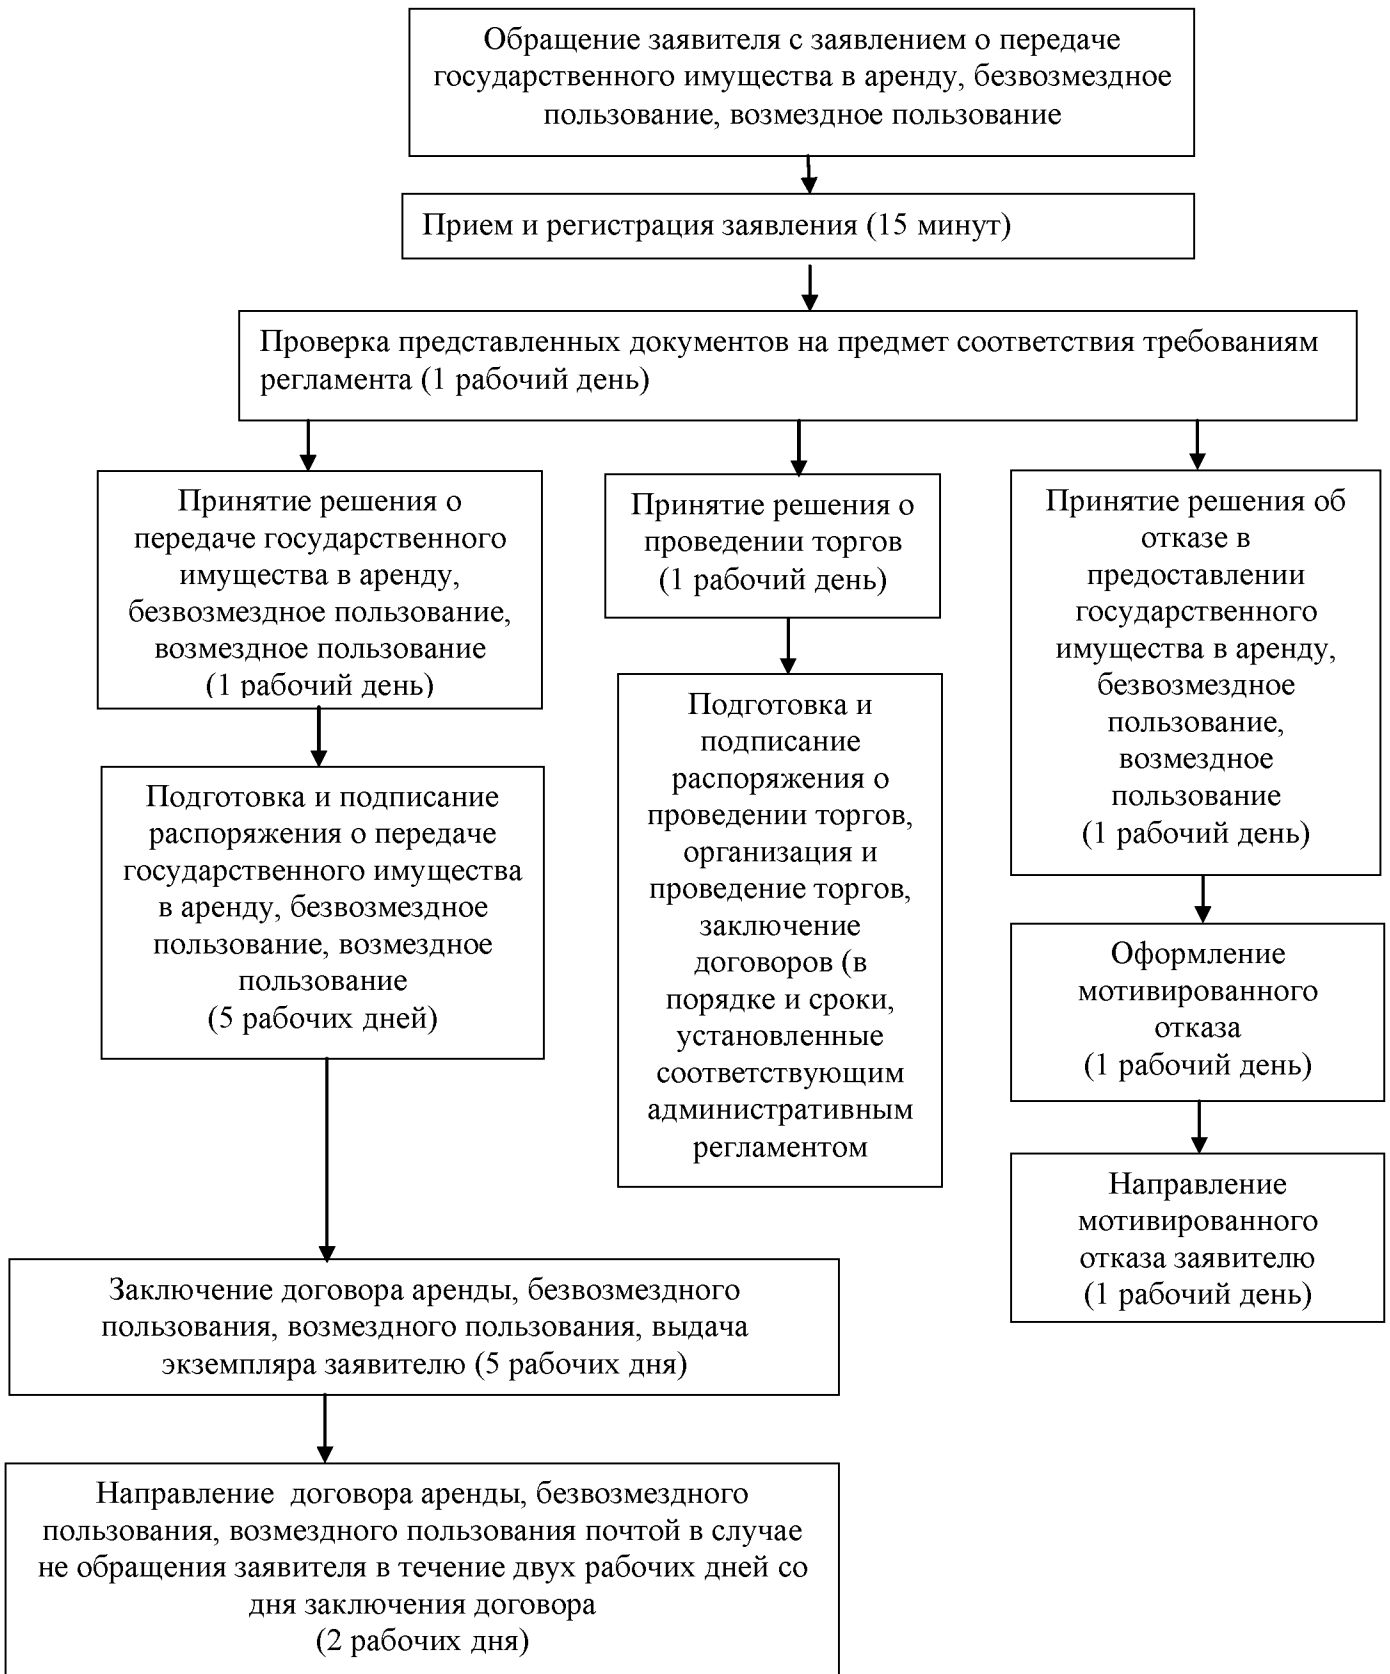 Обращение заявителя с заявлением о передаче
государственного имущества в аренду, безвозмездное
пользование, возмездное пользование
Прием и регистрация заявления (15 минут)
Проверка представленных документов на предмет соответствия требованиям
регламента (1 рабочий день)
Принятие решения о
передаче государственного
имущества в аренду,
безвозмездное пользование,
возмездное пользование
(1 рабочий день)
Подготовка и подписание
распоряжения о передаче
государственного имущества
в аренду, безвозмездное
пользование, возмездное
пользование
(5 рабочих дней)
Принятие решения о
проведении торгов
(1 рабочий день)
Подготовка и
подписание
распоряжения о
проведении торгов,
организация и
проведение торгов,
заключение
договоров (в
порядке и сроки,
установленные
соответствующим
административным
регламентом
Принятие решения об
отказе в
предоставлении
государственного
имущества в аренду,
безвозмездное
пользование,
возмездное
пользование
(1 рабочий день)
Оформление
мотивированного
отказа
(1 рабочий день)
Направление
мотивированного
отказа заявителю
(1 рабочий день)
Заключение договора аренды, безвозмездного
пользования, возмездного пользования, выдача
экземпляра заявителю (5 рабочих дня)
Направление  договора аренды, безвозмездного
пользования, возмездного пользования почтой в случае
не обращения заявителя в течение двух рабочих дней со
дня заключения договора
(2 рабочих дня)